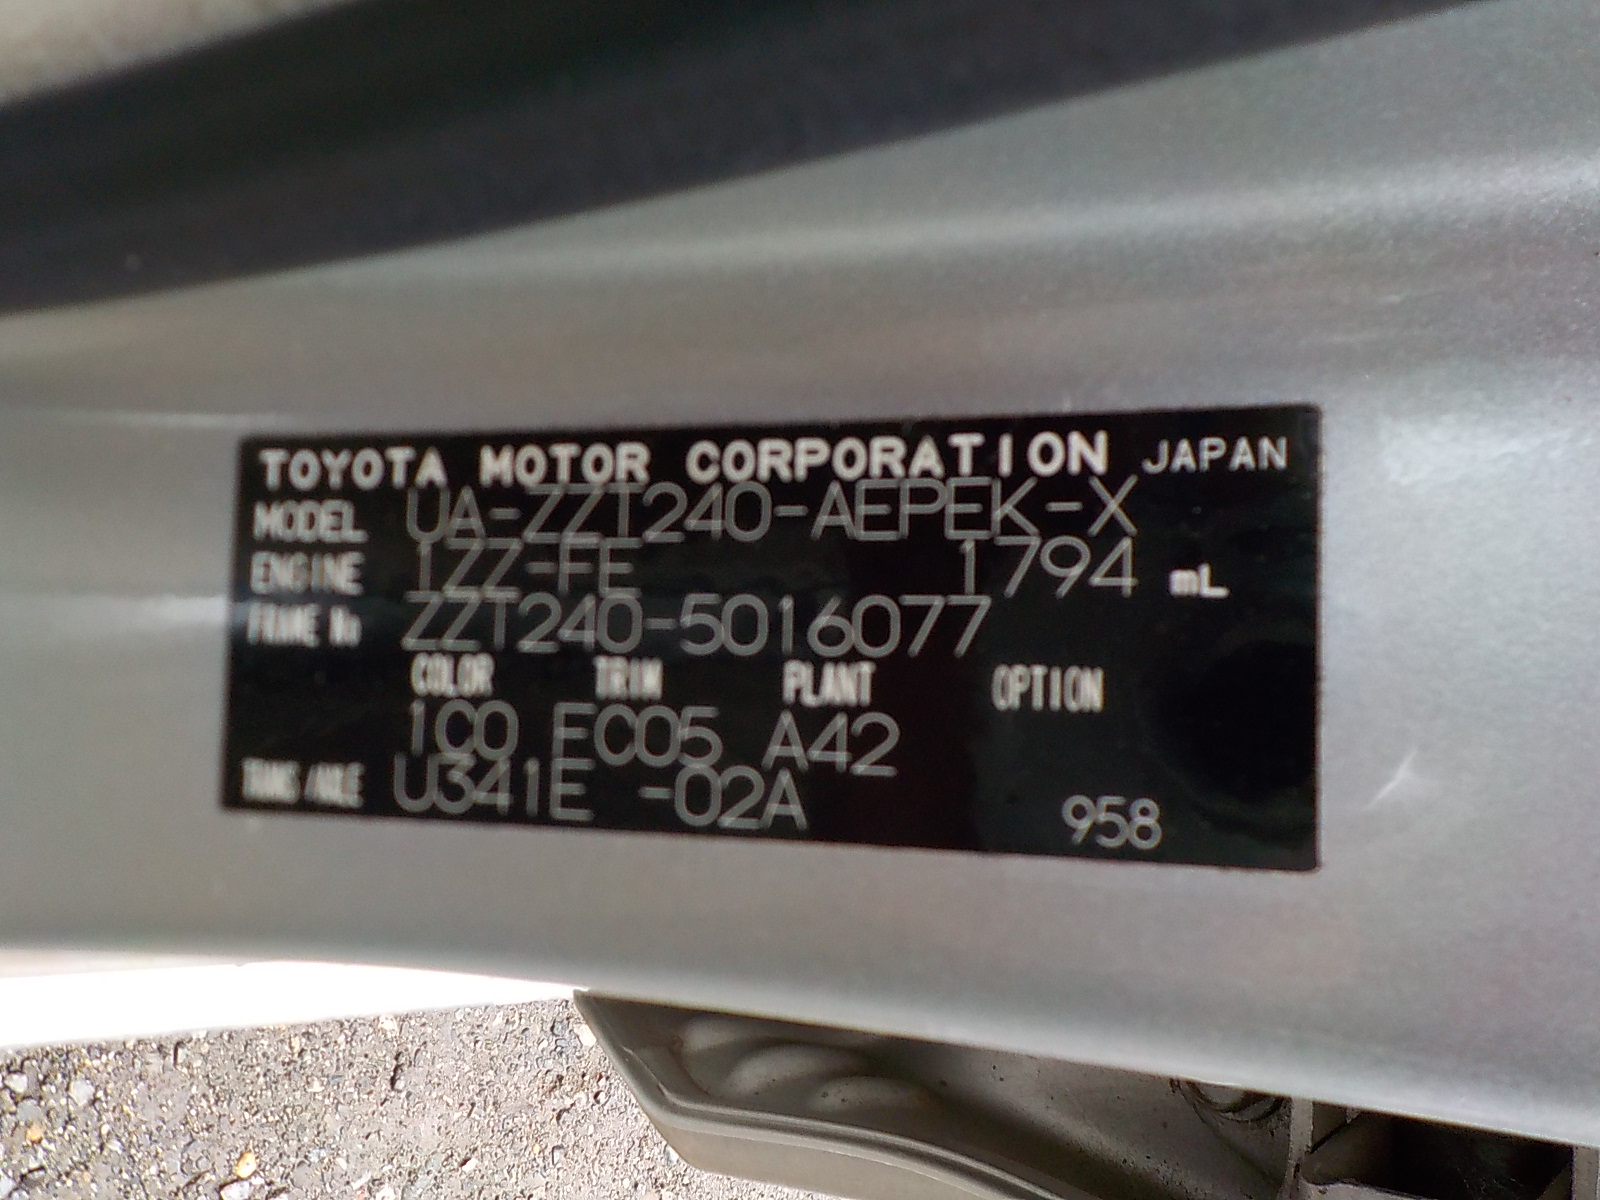 TOYOTA MOTOR CORPORATION JAPAN
MODEL UA-ZZT240-AEPEK-X
ENGINE 1ZZ-FE 1794 mL
FRAME No ZZT240-5016077
COLOR TRIM PLANT OPTION
1C0 EC05 A42
TRANS/AXLE U341E -02A 958